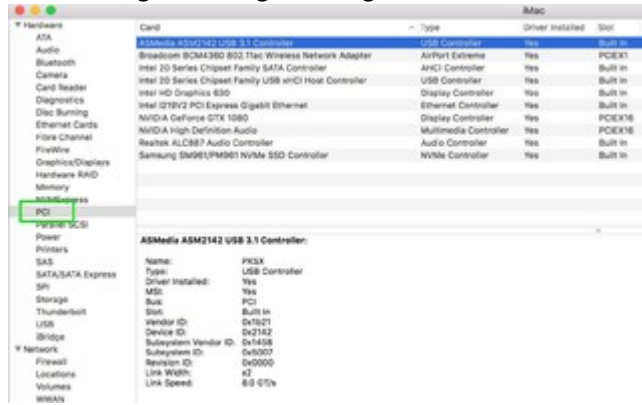 iMac
Hardware
ATA
Audio
Bluetooth
Camera
Card Reader
Diagnostics
Disc Burning
Ethernet Cards
Fibre Channel
FireWire
Graphics/Displays
Hardware RAID
Memory
NVMExpress
PCI
Parallel SCSI
Power
Printers
SAS
SATA/SATA Express
SPI
Storage
Thunderbolt
USB
iBridge
Network
Firewall
Locations
Volumes
WWAN
Card Type Driver Installed Slot
ASMedia ASM2142 USB 3.1 Controller USB Controller Yes Built In
Broadcom BCM4360 802.11ac Wireless Network Adapter AirPort Extreme Yes PCIEX1
Intel 20 Series Chipset Family SATA Controller AHCI Controller Yes Built In
Intel 20 Series Chipset Family USB xHCI Host Controller USB Controller Yes Built In
Intel HD Graphics 630 Display Controller Yes Built In
Intel I219V2 PCI Express Gigabit Ethernet Ethernet Controller Yes Built In
NVIDIA GeForce GTX 1080 Display Controller Yes PCIEX16
NVIDIA High Definition Audio Multimedia Controller Yes PCIEX16
Realtek ALC887 Audio Controller Audio Controller Yes Built In
Samsung SM961/PM961 NVMe SSD Controller NVMe Controller Yes Built In
ASMedia ASM2142 USB 3.1 Controller:
Name: PXSX
Type: USB Controller
Driver Installed: Yes
MSI: Yes
Bus: PCI
Slot: Built In
Vendor ID: 0x1b21
Device ID: 0x2142
Subsystem Vendor ID: 0x1458
Subsystem ID: 0x5007
Revision ID: 0x0000
Link Width: x2
Link Speed: 8.0 GT/s